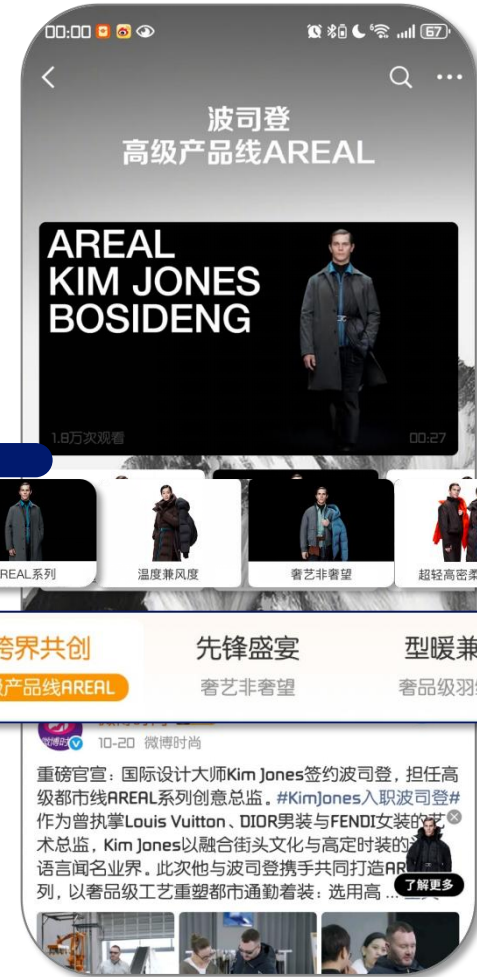 00:00
67
波司登
高级产品线AREAL
AREAL
KIM JONES
BOSIDENG
1.8万次观看
00:27
REAL系列
温度兼风度
奢艺非奢望
超轻高密柔
跨界共创
先锋盛宴
型暖兼
级产品线AREAL
奢艺非奢望
奢品级羽绒
10-20 微博时尚
重磅官宣：国际设计大师Kim Jones签约波司登，担任高
级都市线AREAL系列创意总监。#KimJones入职波司登#
作为曾执掌Louis Vuitton、DIOR男装与FENDI女装的艺
术总监，Kim Jones以融合街头文化与高定时装的
语言闻名业界。此次他与波司登携手共同打造AR
列，以奢品级工艺重塑都市通勤着装：选用高 ...
了解更多